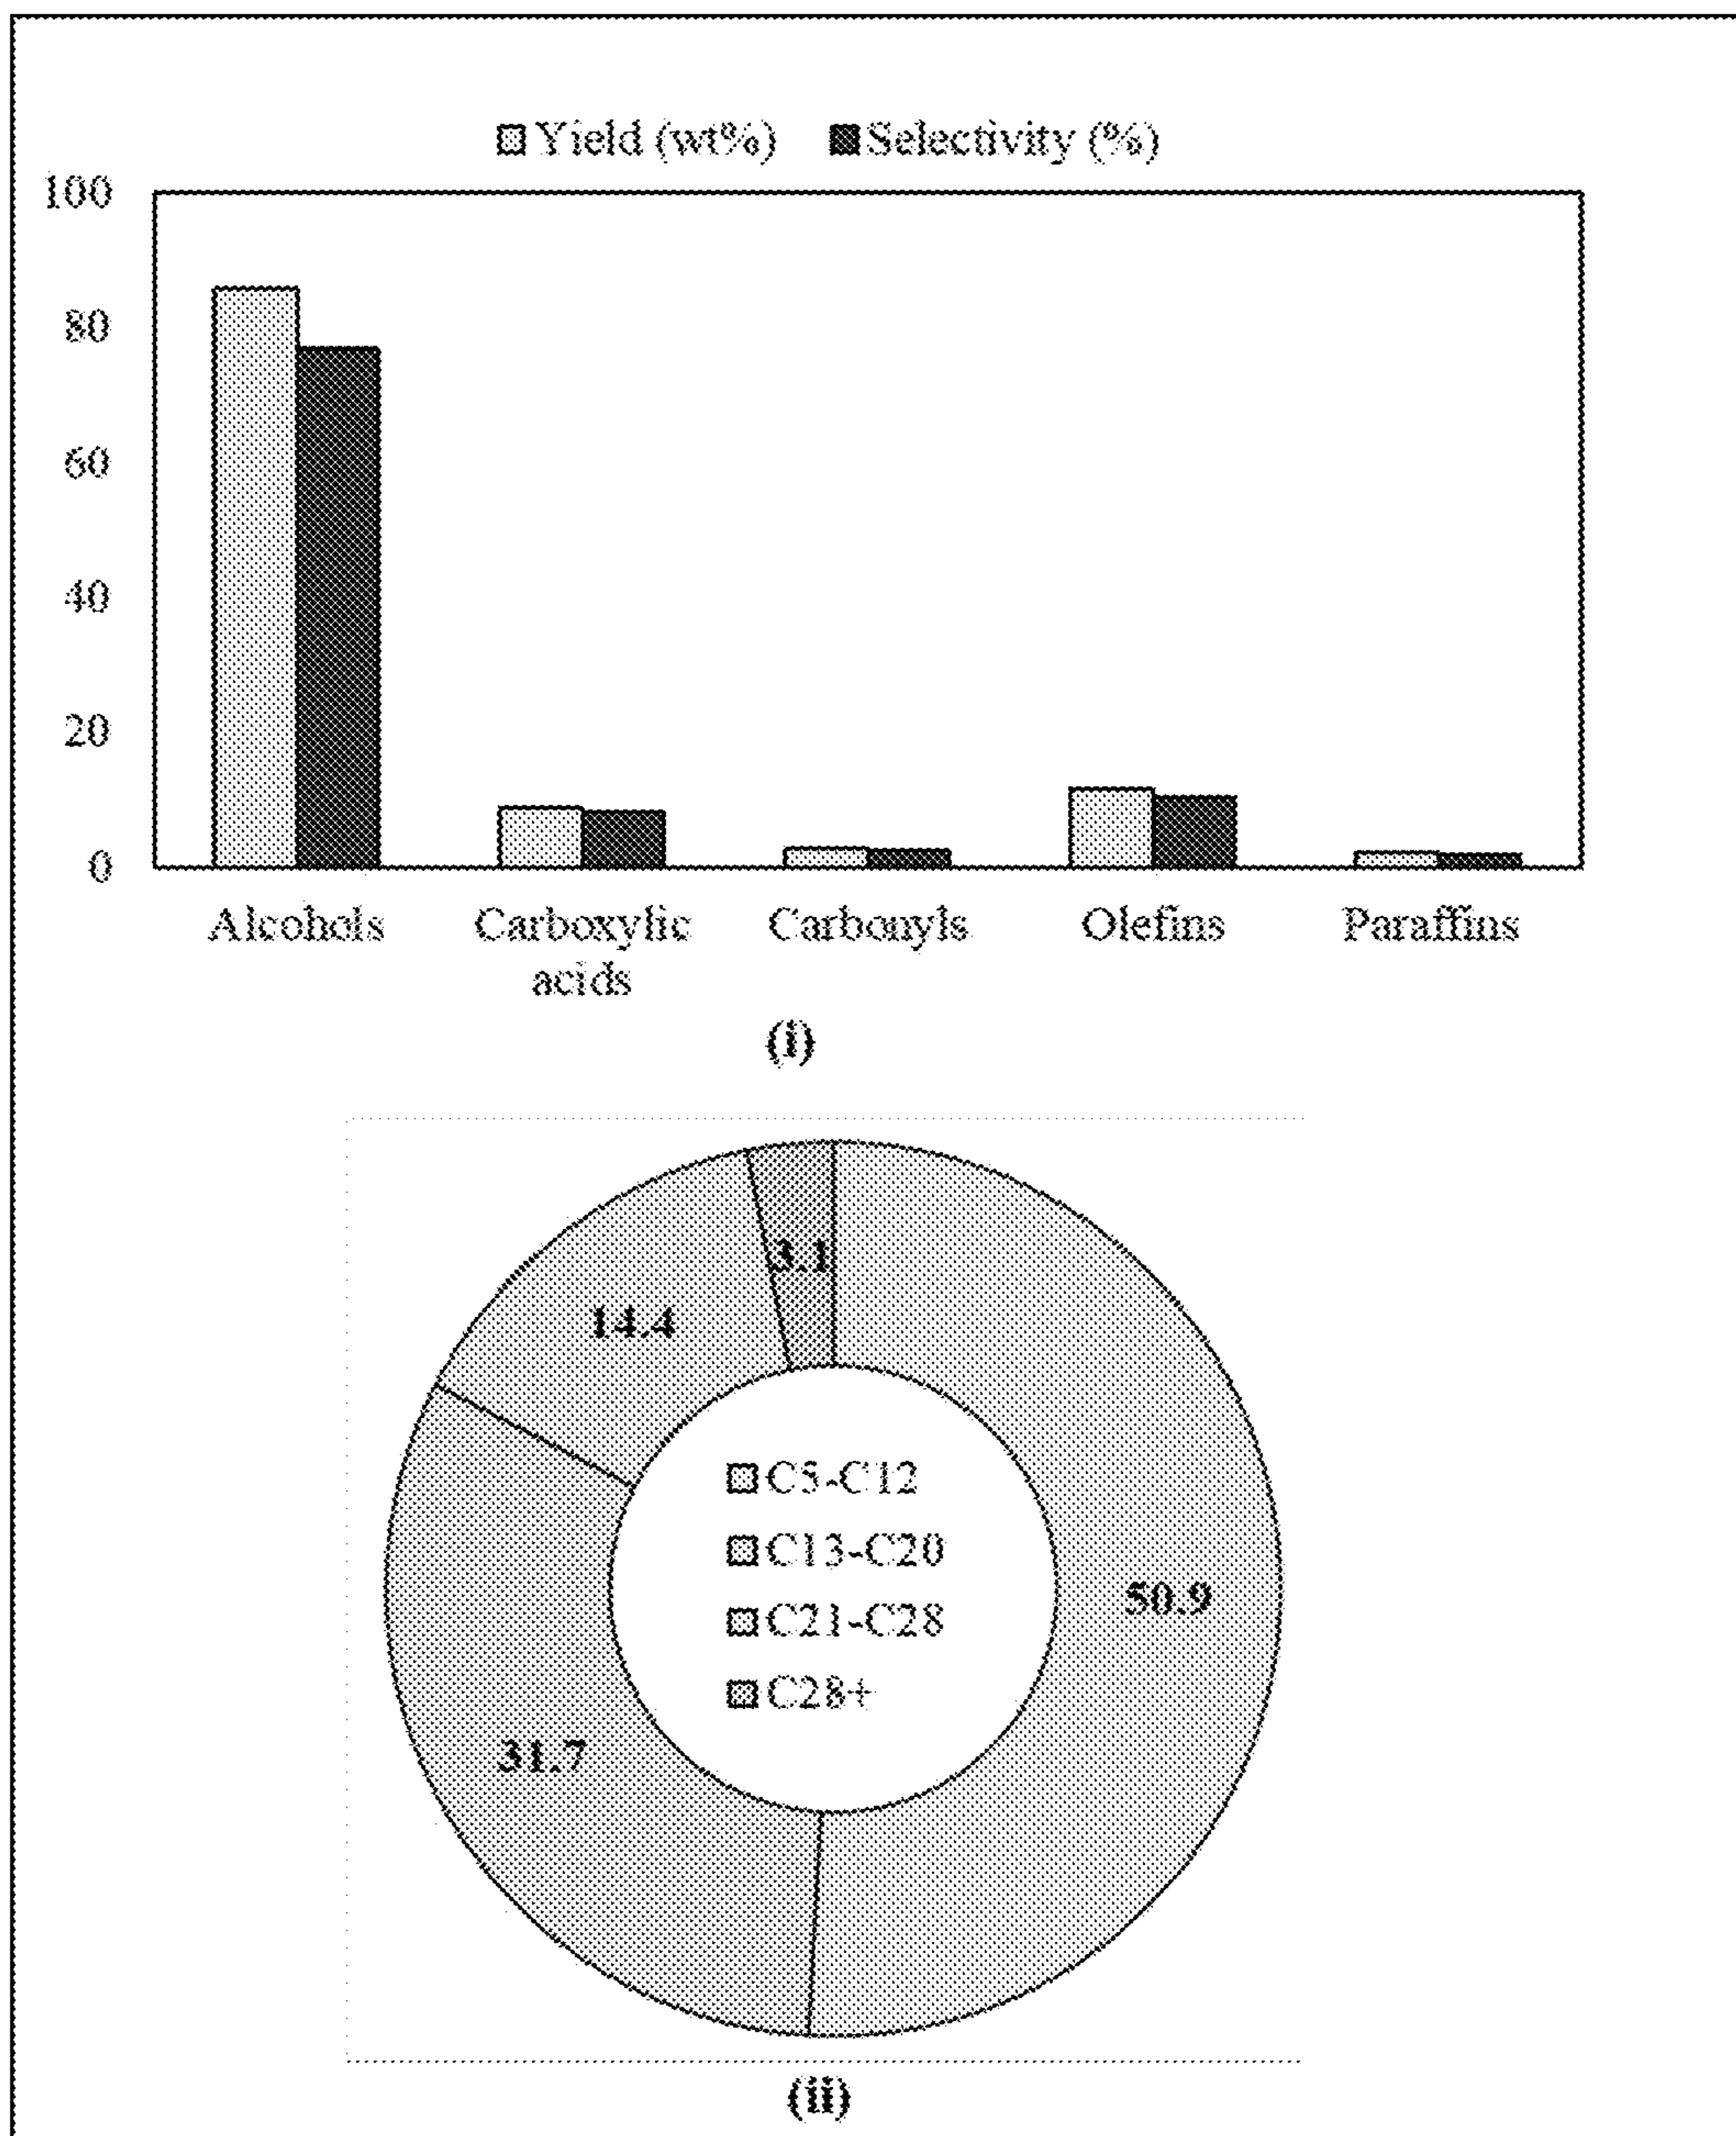 Yield (wt%) Selectivity (%)
100
80
60
40
20
0
Alcohols Carboxylic acids Carbonyls Olefins Paraffins
(i)
3.1
14.4
C5-C12
C13-C20
50.9
C21-C28
C28+
31.7
(ii)